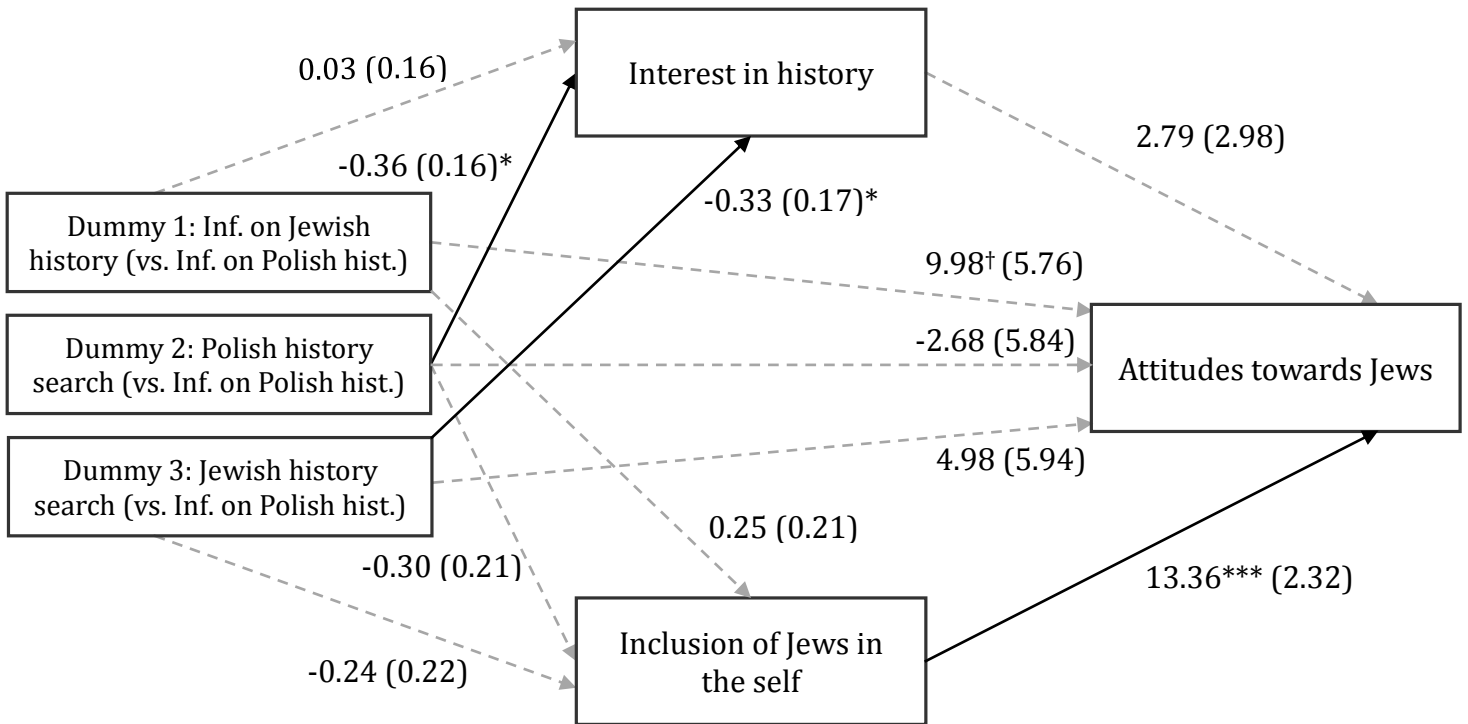 Interest in history
0.03 (0.16)
2.79 (2.98)
-0.36 (0.16)*
-0.33 (0.17)*
Dummy 1: Inf. on Jewish
history (vs. Inf. on Polish hist.)
9.98† (5.76)
Dummy 2: Polish history
search (vs. Inf. on Polish hist.)
-2.68 (5.84)
Attitudes towards Jews
Dummy 3: Jewish history
search (vs. Inf. on Polish hist.)
4.98 (5.94)
0.25 (0.21)
-0.30 (0.21)
13.36*** (2.32)
Inclusion of Jews in
the self
-0.24 (0.22)